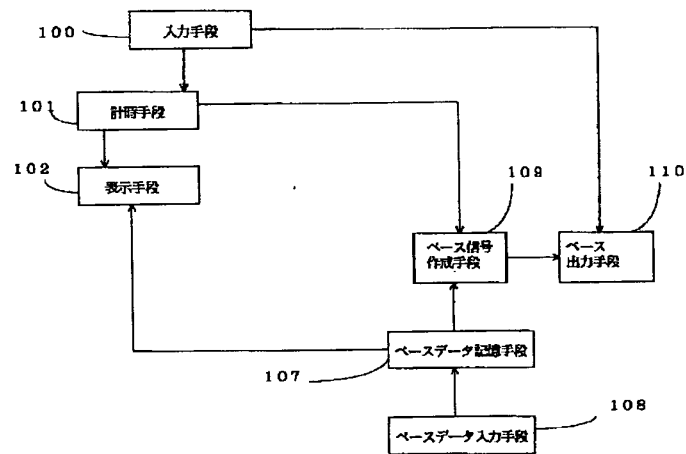 100
入力手段
101
計時手段
102
表示手段
109
110
ペース信号
作成手段
ペース
出力手段
ペースデータ記憶手段
107
108
ペースデータ入力手段